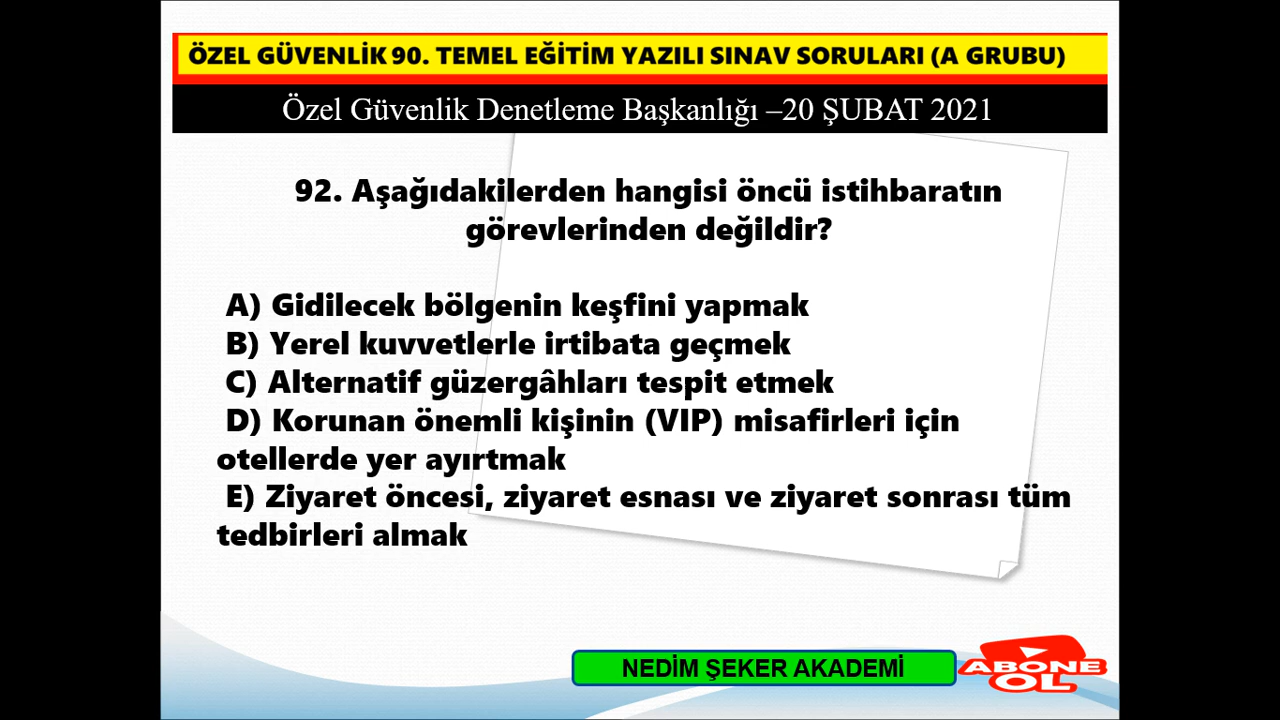 ÖZEL GÜVENLİK 90. TEMEL EĞİTİM YAZILI SINAV SORULARI (A GRUBU)
Özel Güvenlik Denetleme Başkanlığı –20 ŞUBAT 2021
92. Aşağıdakilerden hangisi öncü istihbaratın
görevlerinden değildir?
A) Gidilecek bölgenin keşfini yapmak
B) Yerel kuvvetlerle irtibata geçmek
C) Alternatif güzergâhları tespit etmek
D) Korunan önemli kişinin (VIP) misafirleri için
otellerde yer ayırtmak
E) Ziyaret öncesi, ziyaret esnası ve ziyaret sonrası tüm
tedbirleri almak
NEDİM ŞEKER AKADEMİ
ABONE
OL